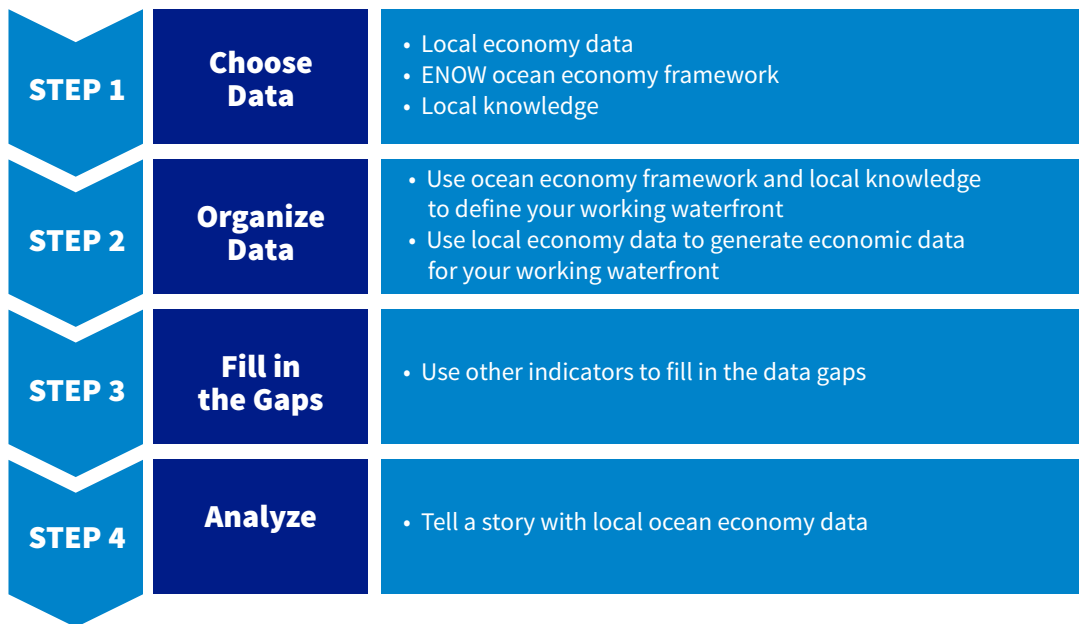 STEP 1
Choose
Data
• Local economy data
• ENOW ocean economy framework
• Local knowledge
STEP 2
Organize
Data
• Use ocean economy framework and local knowledge
to define your working waterfront
• Use local economy data to generate economic data
for your working waterfront
STEP 3
Fill in
the Gaps
• Use other indicators to fill in the data gaps
STEP 4
Analyze
• Tell a story with local ocean economy data